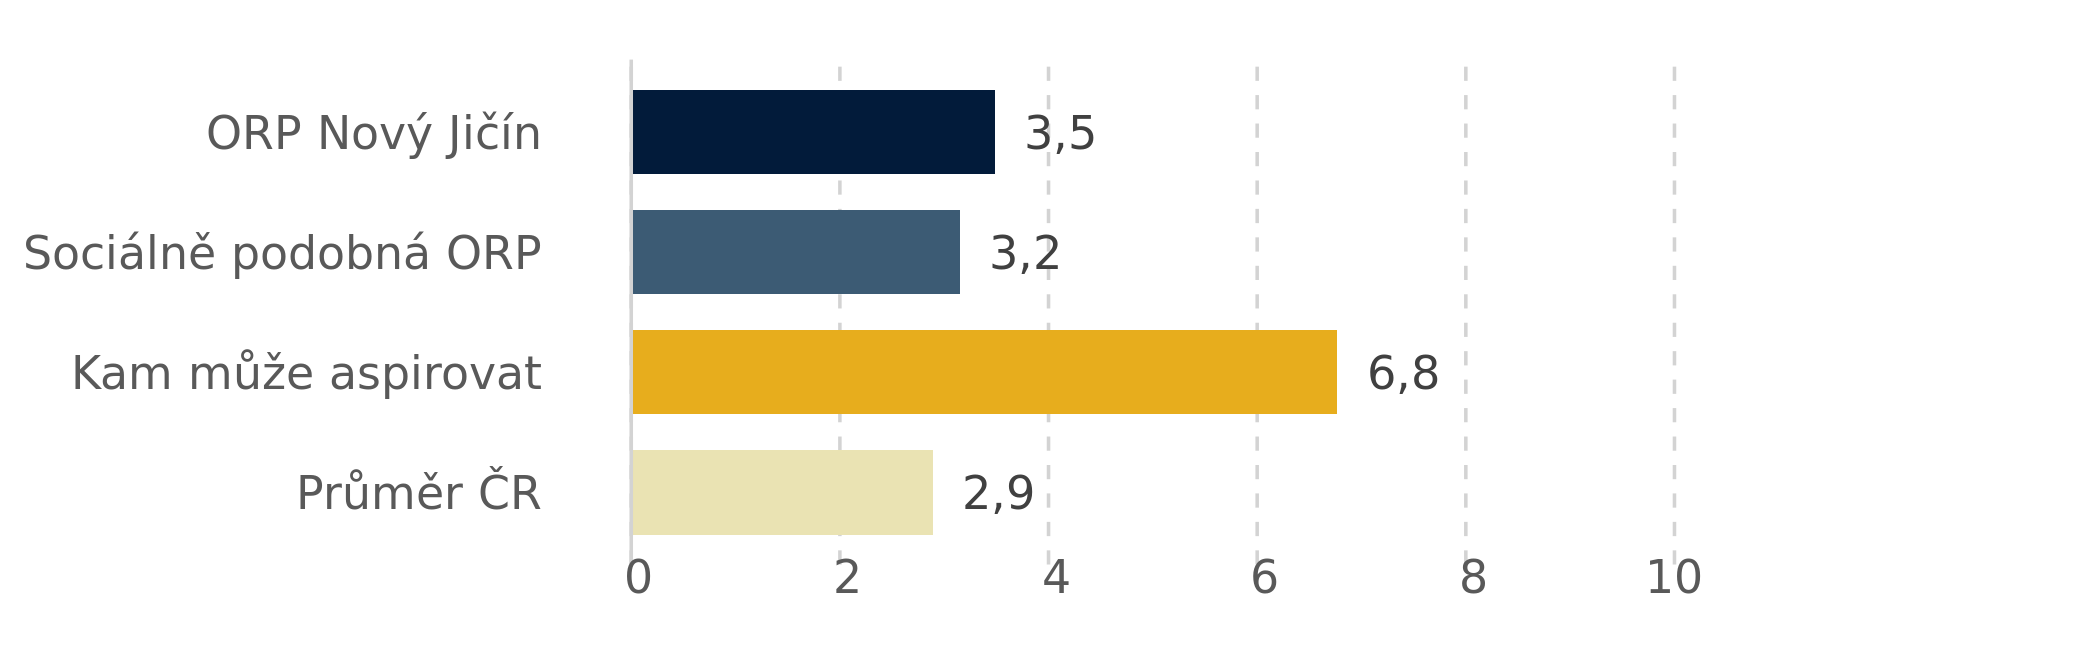 ORP Nový Jičín
3,5
Sociálně podobná ORP
3,2
Kam může aspirovat
6,8
Průměr ČR
2,9
0 2 4 6 8 10